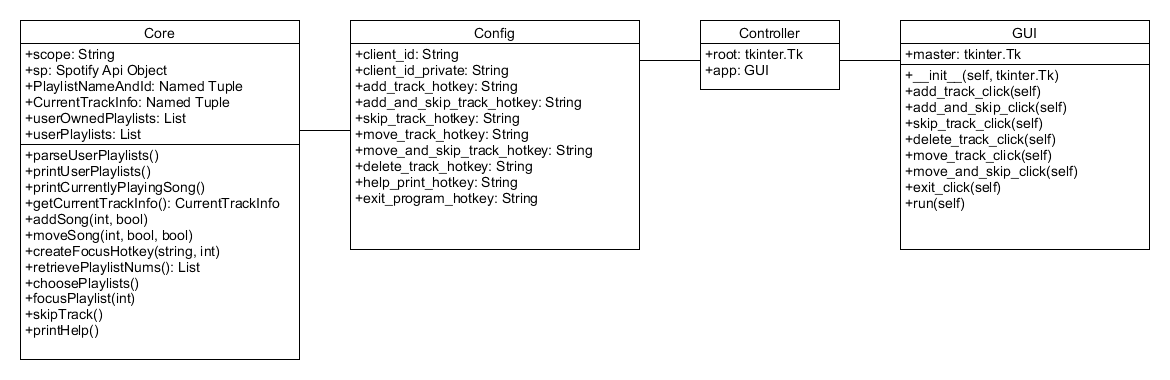 Core
+scope: String
+sp: Spotify Api Object
+PlaylistNameAndId: Named Tuple
+CurrentTrackInfo: Named Tuple
+userOwnedPlaylists: List
+userPlaylists: List
+parseUserPlaylists()
+printUserPlaylists()
+printCurrentlyPlayingSong()
+getCurrentTrackInfo(): CurrentTrackInfo
+addSong(int, bool)
+moveSong(int, bool, bool)
+createFocusHotkey(string, int)
+retrievePlaylistNums(): List
+choosePlaylists()
+focusPlaylist(int)
+skipTrack()
+printHelp()
Config
+client_id: String
+client_id_private: String
+add_track_hotkey: String
+add_and_skip_track_hotkey: String
+skip_track_hotkey: String
+move_track_hotkey: String
+move_and_skip_track_hotkey: String
+delete_track_hotkey: String
+help_print_hotkey: String
+exit_program_hotkey: String
Controller
+root: tkinter.Tk
+app: GUI
GUI
+master: tkinter.Tk
+__init__(self, tkinter.Tk)
+add_track_click(self)
+add_and_skip_click(self)
+skip_track_click(self)
+delete_track_click(self)
+move_track_click(self)
+move_and_skip_click(self)
+exit_click(self)
+run(self)